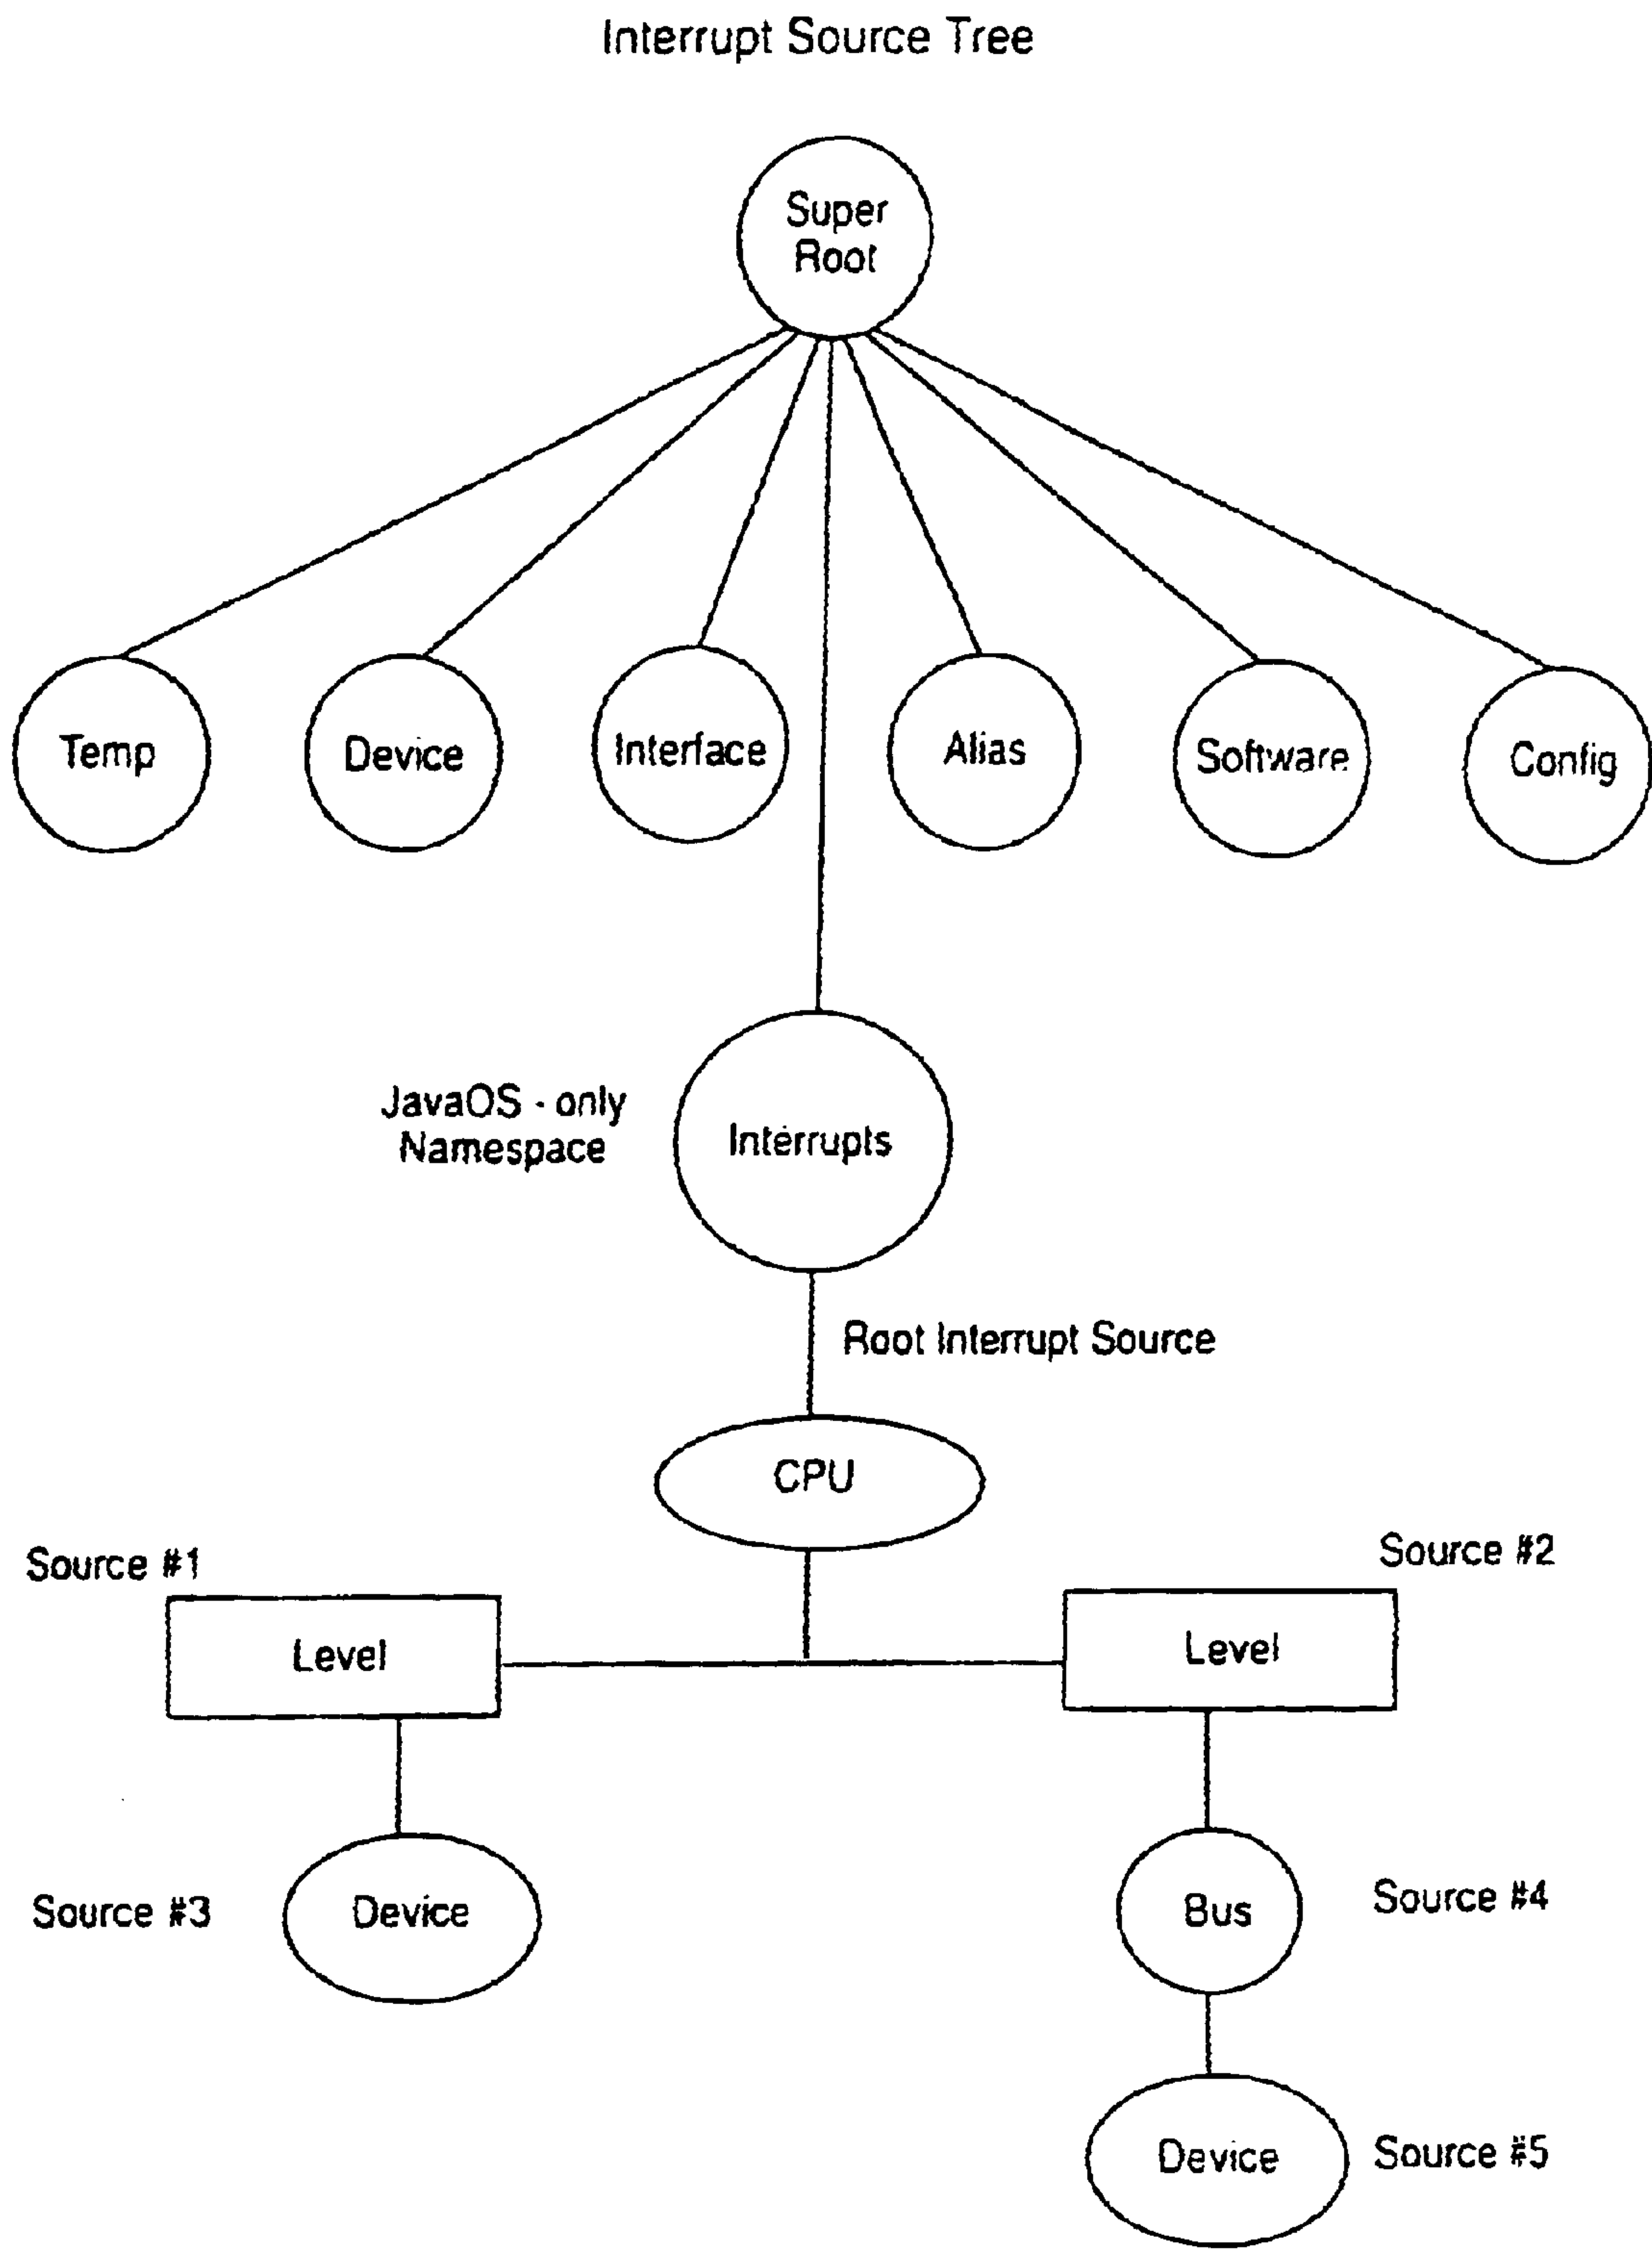 Interrupt Source Tree
Super
Root
Temp
Device
Interface
Alias
Software
Config
JavaOS - only
Namespace
Interrupts
Root Interrupt Source
CPU
Source #1
Source #2
Level
Level
Source #3
Device
Bus
Source #4
Device
Source #5